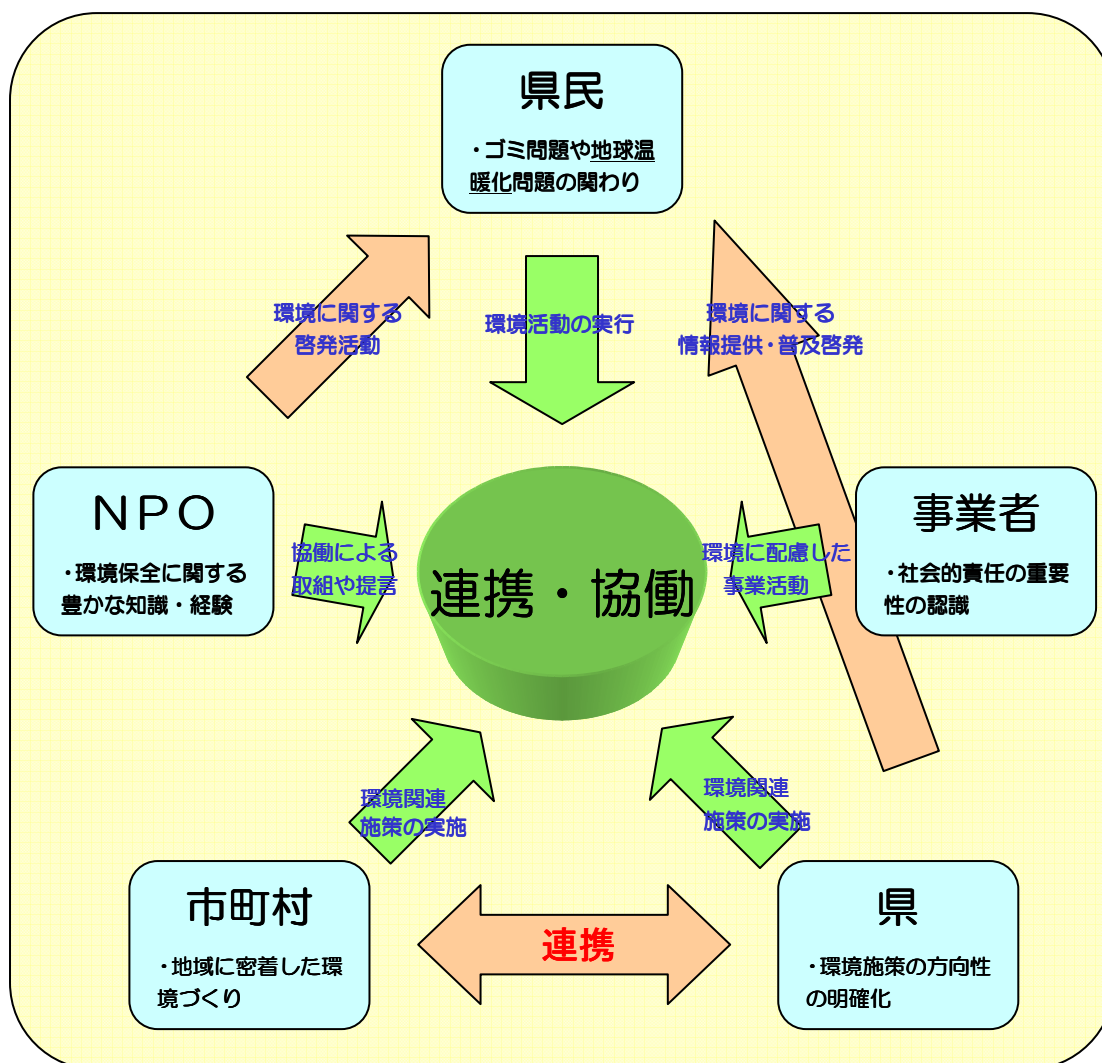 県民
・ゴミ問題や地球温
暖化問題の関わり
環境に関する
啓発活動
環境活動の実行
環境に関する
情報提供・普及啓発
NPO
・環境保全に関する
豊かな知識・経験
協働による
取組や提言
連携・協働
環境に配慮した
事業活動
事業者
・社会的責任の重要
性の認識
環境関連
施策の実施
環境関連
施策の実施
市町村
・地域に密着した環
境づくり
連携
県
・環境施策の方向性
の明確化